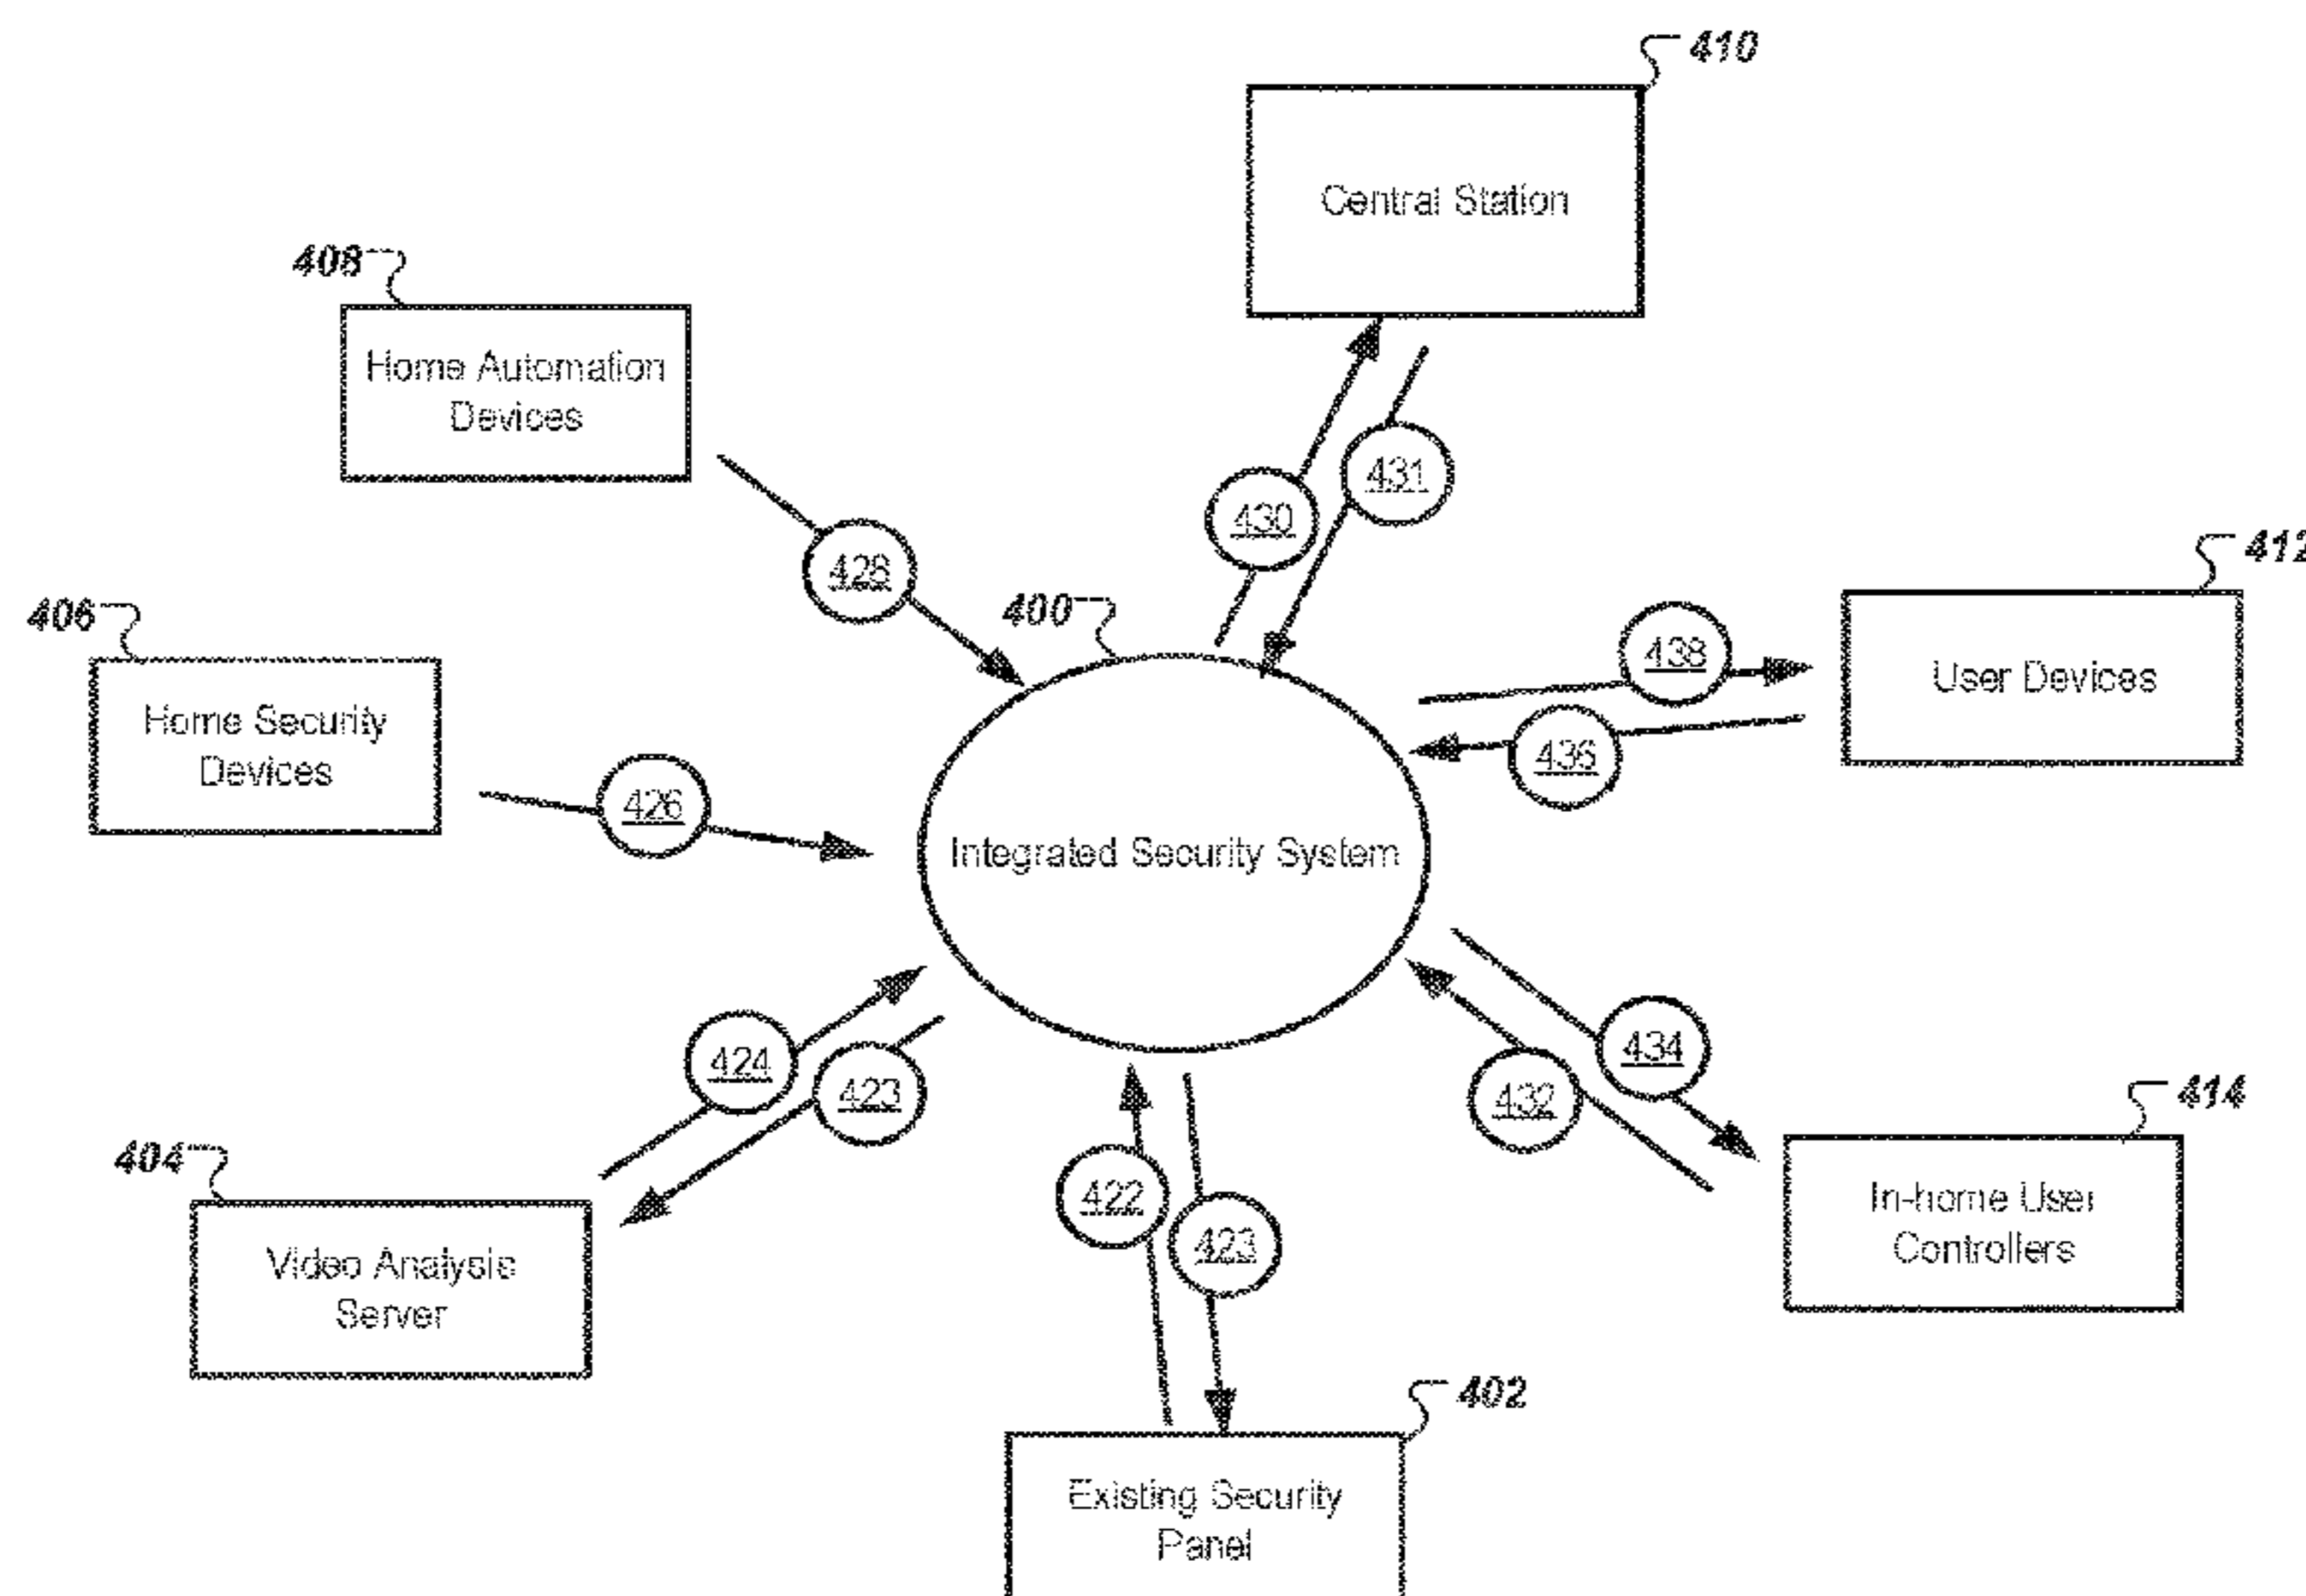 410
Central Station
408
Home Automation
Devices
430
431
428
412
User Devices
438
436
406
Home Security
Devices
426
400
Integrated Security System
424
423
404
Video Analysis
Server
434
432
414
In-home User
Controllers
422
423
402
Existing Security
Panel